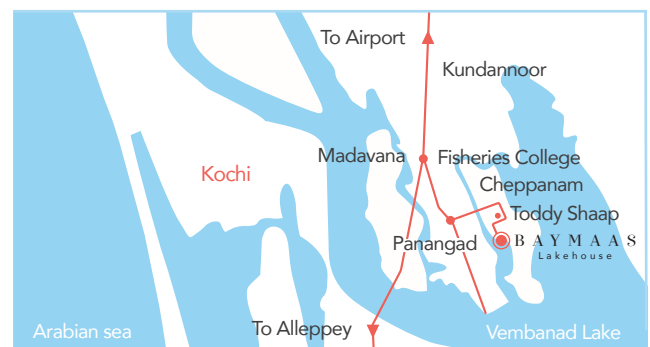 To Airport
Kundannoor
Madavana
Fisheries College
Kochi
Cheppanam
Toddy Shaap
Panangad
BAYMAAS
Lakehouse
To Alleppey
Arabian sea
Vembanad Lake